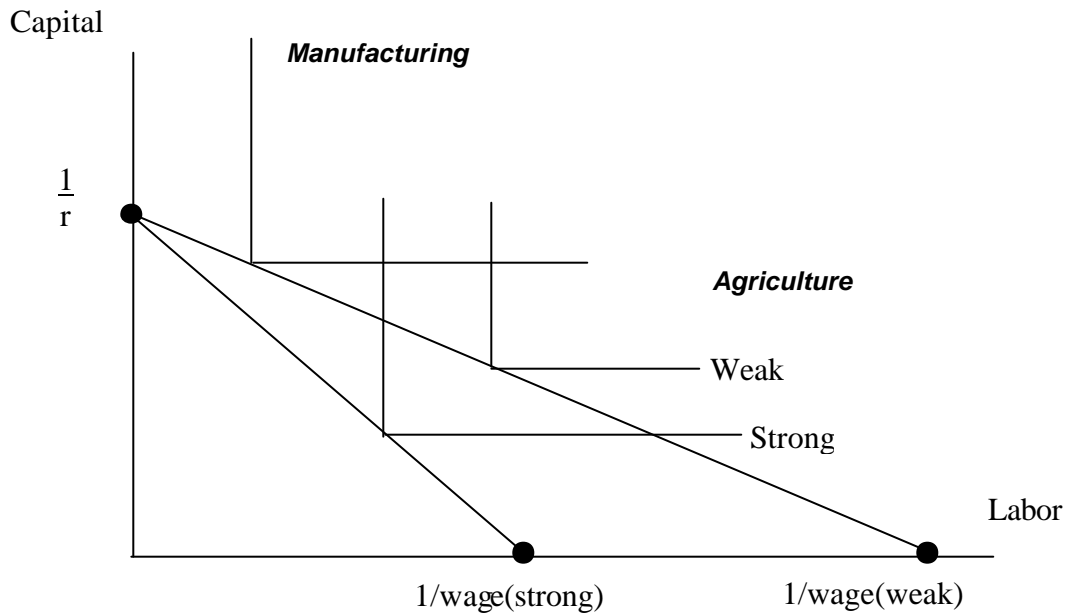 Capital
Manufacturing
1
r
Agriculture
Weak
Strong
Labor
1/wage(strong)
1/wage(weak)